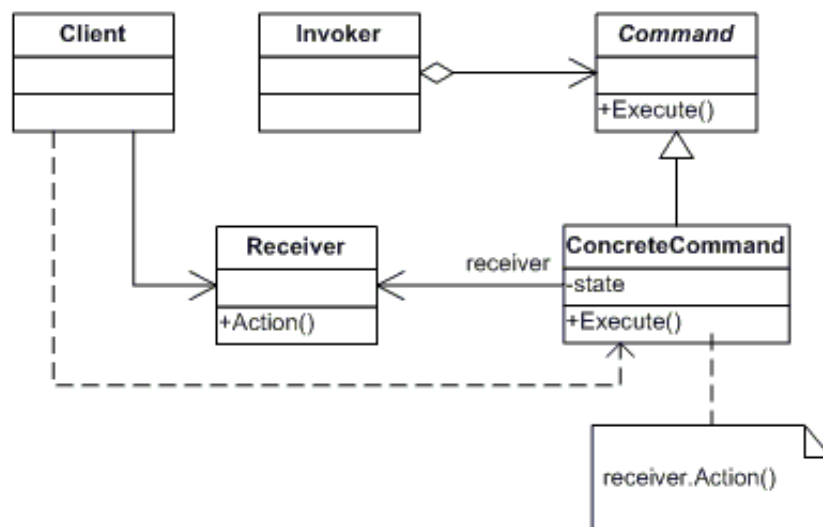 Client
Invoker
Command
+Execute()
Receiver
+Action()
receiver
ConcreteCommand
-state
+Execute()
receiver.Action()